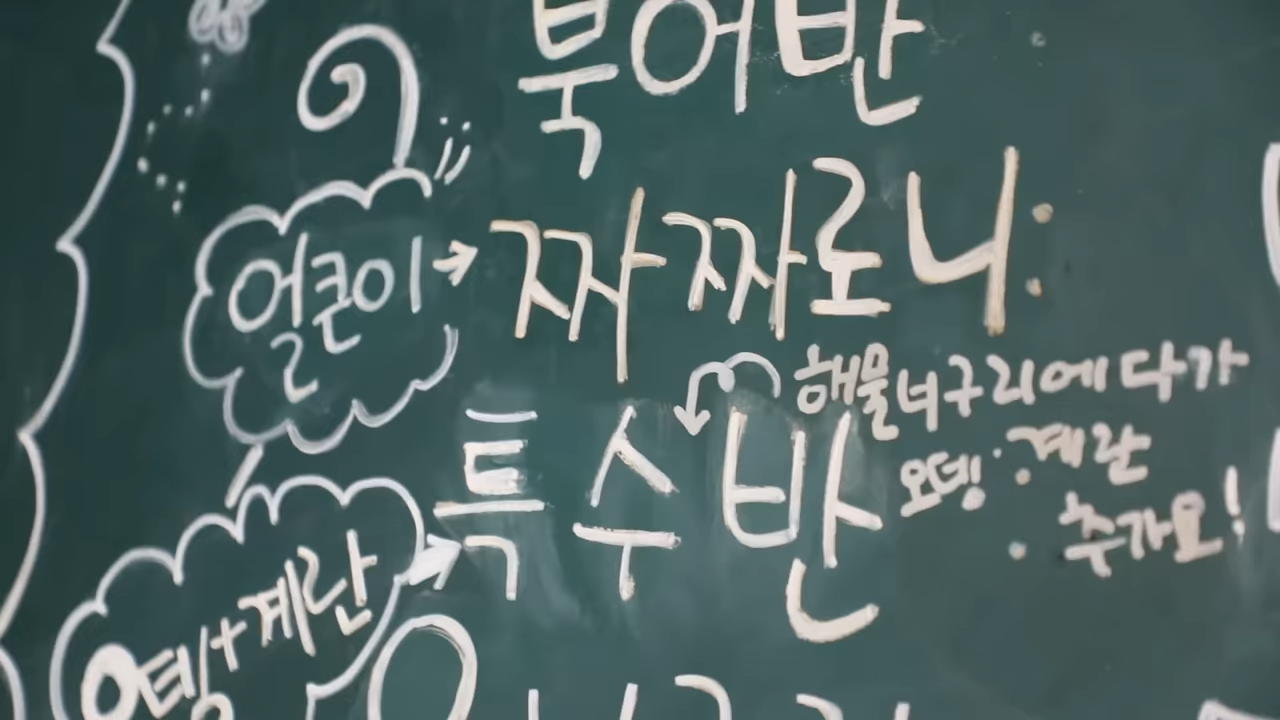 북어반
얼큰이 → 짜짜로니:
해물너구리에다가
오뎅·계란
추가요!
특수반
오뎅+계란